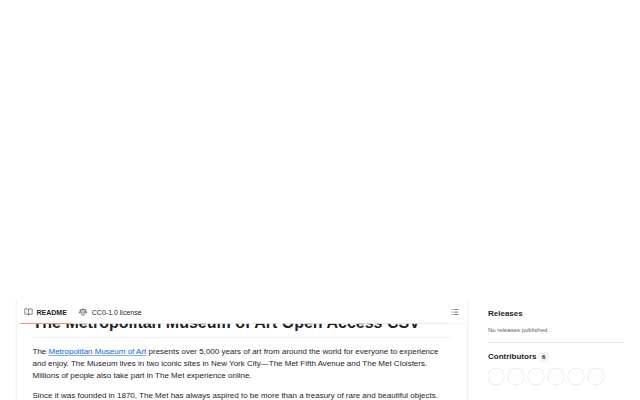 README
CC0-1.0 license
The Metropolitan Museum of Art Open Access CSV
The Metropolitan Museum of Art presents over 5,000 years of art from around the world for everyone to experience
and enjoy. The Museum lives in two iconic sites in New York City—The Met Fifth Avenue and The Met Cloisters.
Millions of people also take part in The Met experience online.
Since it was founded in 1870, The Met has always aspired to be more than a treasury of rare and beautiful objects.
Releases
No releases published
Contributors 6